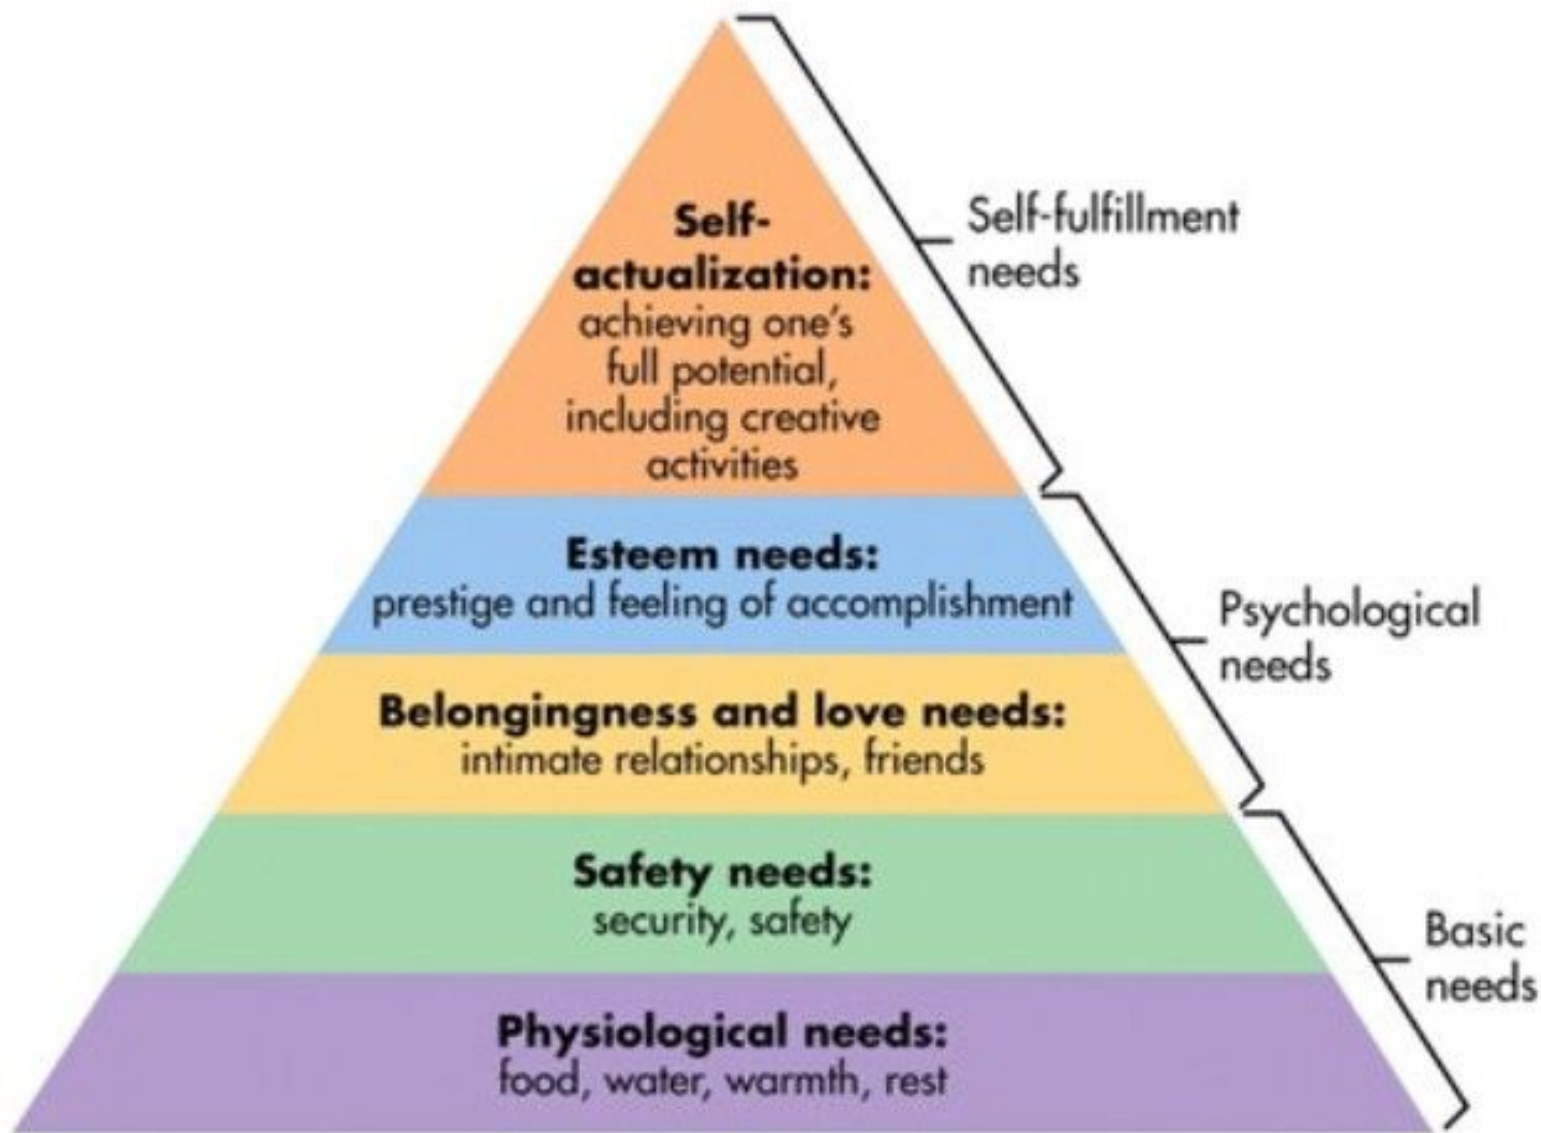 Self-
actualization:
achieving one's
full potential,
including creative
activities
Self-fulfillment
needs
Esteem needs:
prestige and feeling of accomplishment
Psychological
needs
Belongingness and love needs:
intimate relationships, friends
Safety needs:
security, safety
Basic
needs
Physiological needs:
food, water, warmth, rest